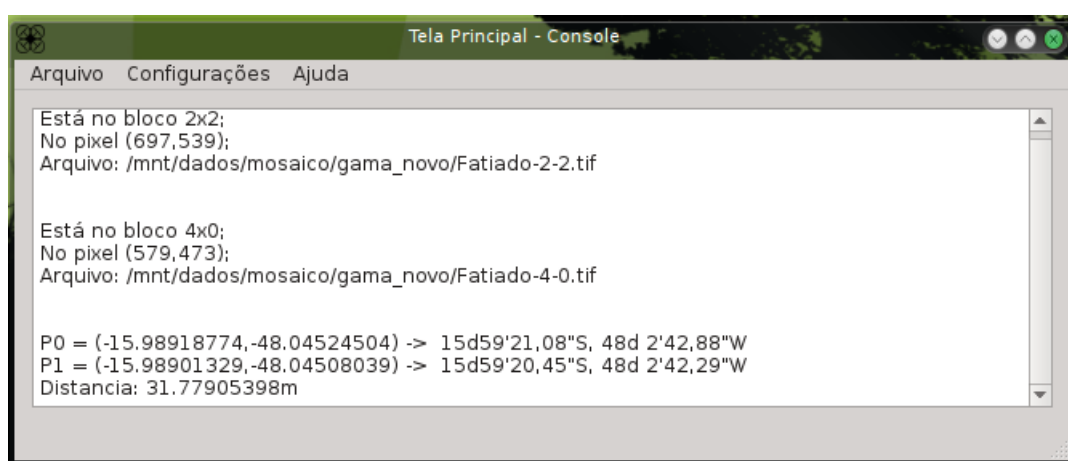 Tela Principal - Console
Arquivo Configurações Ajuda
Está no bloco 2x2;
No pixel (697,539);
Arquivo: /mnt/dados/mosaico/gama_novo/Fatiado-2-2.tif
Está no bloco 4x0;
No pixel (579,473);
Arquivo: /mnt/dados/mosaico/gama_novo/Fatiado-4-0.tif
P0 = (-15.98918774,-48.04524504) -> 15d59'21,08"S, 48d 2'42,88"W
P1 = (-15.98901329,-48.04508039) -> 15d59'20,45"S, 48d 2'42,29"W
Distancia: 31.77905398m